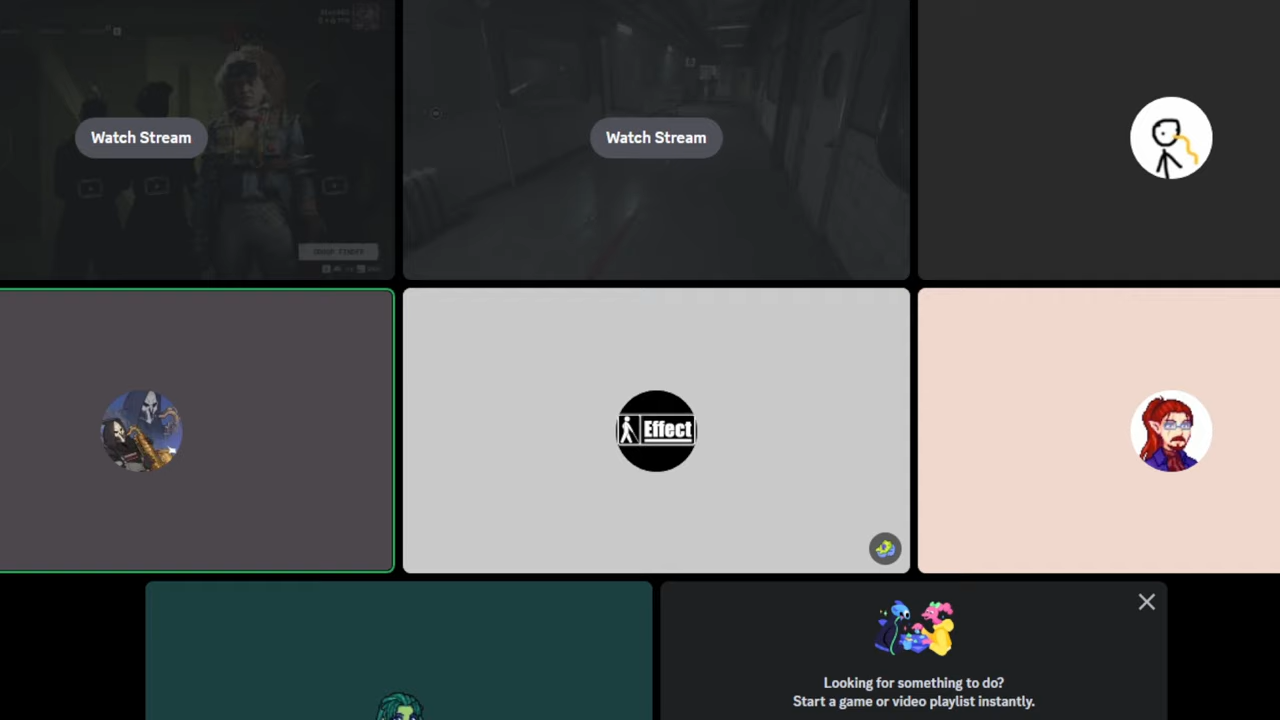 Watch Stream
Watch Stream
Effect
Looking for something to do?
Start a game or video playlist instantly.